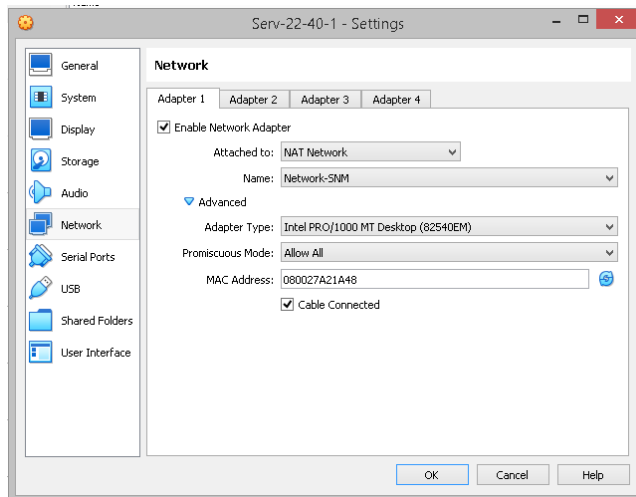 Name
Serv-22-40-1 - Settings
General
System
Display
Storage
Audio
Network
Serial Ports
USB
Shared Folders
User Interface
Network
Adapter 1 Adapter 2 Adapter 3 Adapter 4
Enable Network Adapter
Attached to: NAT Network
Name: Network-SNM
Advanced
Adapter Type: Intel PRO/1000 MT Desktop (82540EM)
Promiscuous Mode: Allow All
MAC Address: 080027A21A48
Cable Connected
OK Cancel Help